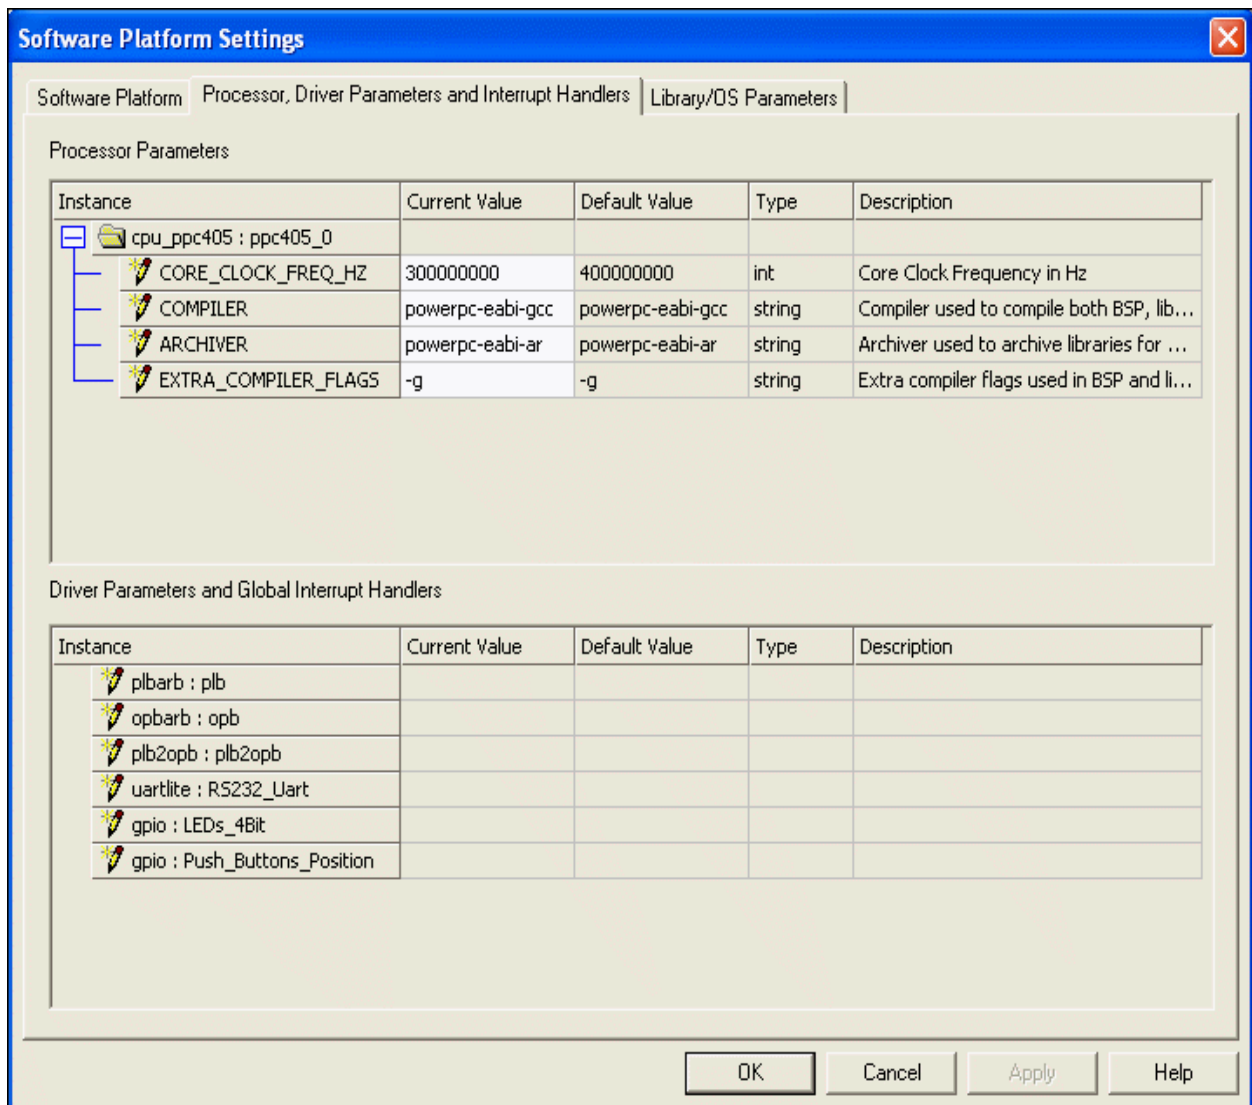 Software Platform Settings
Software Platform Processor, Driver Parameters and Interrupt Handlers Library/OS Parameters
Processor Parameters
Instance Current Value Default Value Type Description
cpu_ppc405 : ppc405_0
CORE_CLOCK_FREQ_HZ 300000000 400000000 int Core Clock Frequency in Hz
COMPILER powerpc-eabi-gcc powerpc-eabi-gcc string Compiler used to compile both BSP, lib...
ARCHIVER powerpc-eabi-ar powerpc-eabi-ar string Archiver used to archive libraries for ...
EXTRA_COMPILER_FLAGS -g -g string Extra compiler flags used in BSP and li...
Driver Parameters and Global Interrupt Handlers
Instance Current Value Default Value Type Description
plbarb : plb
opbarb : opb
plb2opb : plb2opb
uartlite : RS232_Uart
gpio : LEDs_4Bit
gpio : Push_Buttons_Position
OK Cancel Apply Help